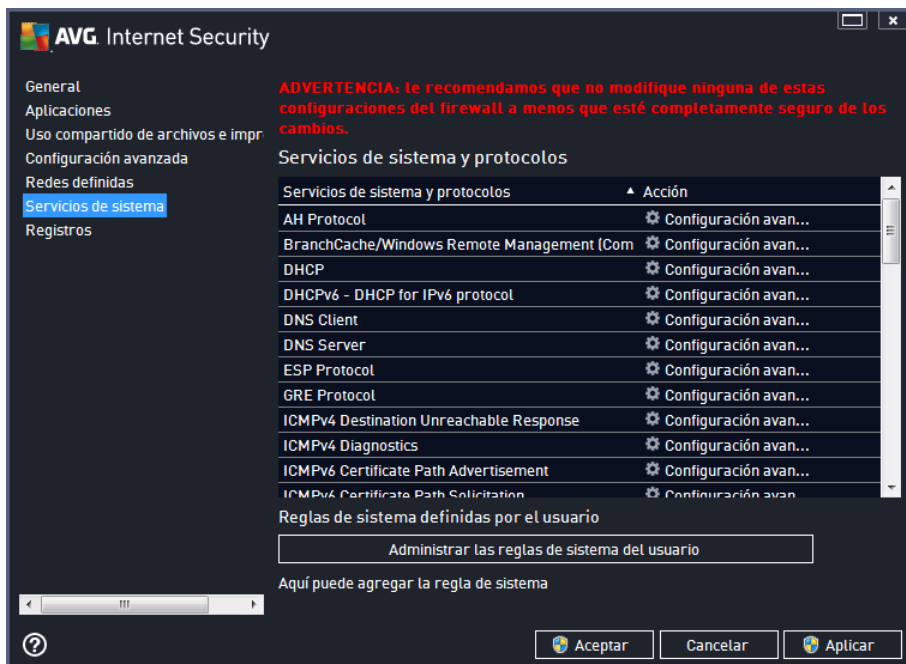 AVG. Internet Security
General
Aplicaciones
Uso compartido de archivos e impr
Configuración avanzada
Redes definidas
Servicios de sistema
Registros
ADVERTENCIA: le recomendamos que no modifique ninguna de estas
configuraciones del firewall a menos que esté completamente seguro de los
cambios.
Servicios de sistema y protocolos
Servicios de sistema y protocolos Acción
AH Protocol Configuración avan...
BranchCache/Windows Remote Management (Com Configuración avan...
DHCP Configuración avan...
DHCPv6 - DHCP for IPv6 protocol Configuración avan...
DNS Client Configuración avan...
DNS Server Configuración avan...
ESP Protocol Configuración avan...
GRE Protocol Configuración avan...
ICMPv4 Destination Unreachable Response Configuración avan...
ICMPv4 Diagnostics Configuración avan...
ICMPv6 Certificate Path Advertisement Configuración avan...
ICMPv6 Certificate Path Solicitation Configuración avan
Reglas de sistema definidas por el usuario
Administrar las reglas de sistema del usuario
Aquí puede agregar la regla de sistema
Aceptar Cancelar Aplicar